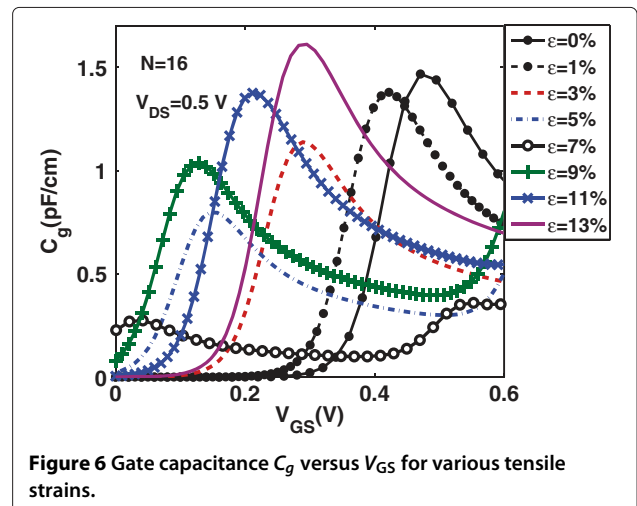 1.5
1
0.5
0
C_g(pF/cm)
N=16
V_DS=0.5 V
ε=0%
ε=1%
ε=3%
ε=5%
ε=7%
ε=9%
ε=11%
ε=13%
0 0.2 0.4 0.6
V_GS(V)
Figure 6 Gate capacitance C_g versus V_GS for various tensile
strains.